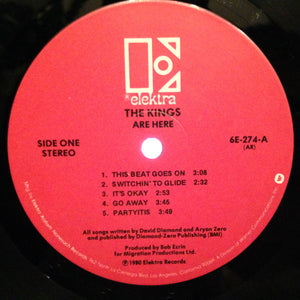 elektra
THE KINGS
ARE HERE
SIDE ONE
STEREO
6E-274-A
(AR)
1 THIS BEAT GOES ON 3:08
2 SWITCHIN' TO GLIDE 2:32
3 IT'S OKAY 2:53
4 GO AWAY 3:45
5 PARTYITIS 3:49
All songs written by David Diamond and Aryan Zero
and published by Diamond-Zero Publishing (BMI)
Produced by Bob Ezrin
for Migration Productions Ltd.
℗ 1980 Elektra Records